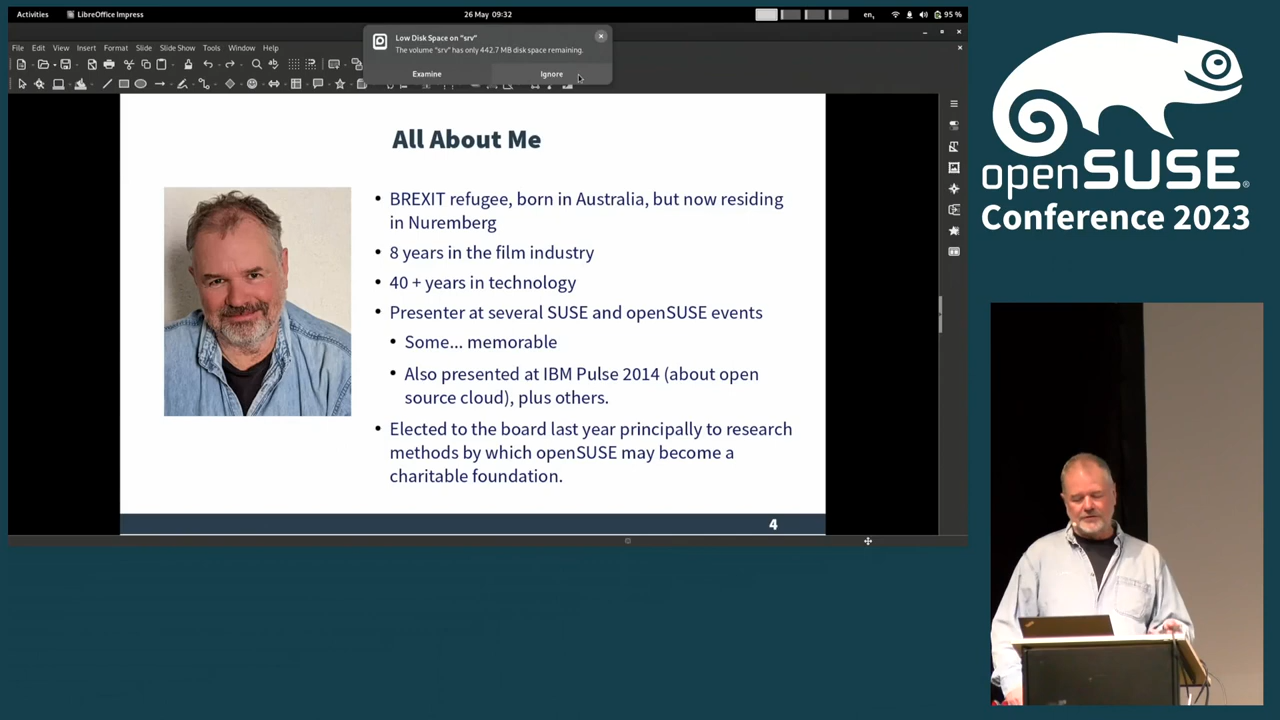 Activities
LibreOffice Impress
26 May 09:32
en,
95 %
Low Disk Space on "srv"
The volume "srv" has only 442.7 MB disk space remaining.
Examine
Ignore
File Edit View Insert Format Slide Slide Show Tools Window Help
All About Me
• BREXIT refugee, born in Australia, but now residing
in Nuremberg
• 8 years in the film industry
• 40 + years in technology
• Presenter at several SUSE and openSUSE events
• Some... memorable
• Also presented at IBM Pulse 2014 (about open
source cloud), plus others.
• Elected to the board last year principally to research
methods by which openSUSE may become a
charitable foundation.
4
openSUSE®
Conference 2023